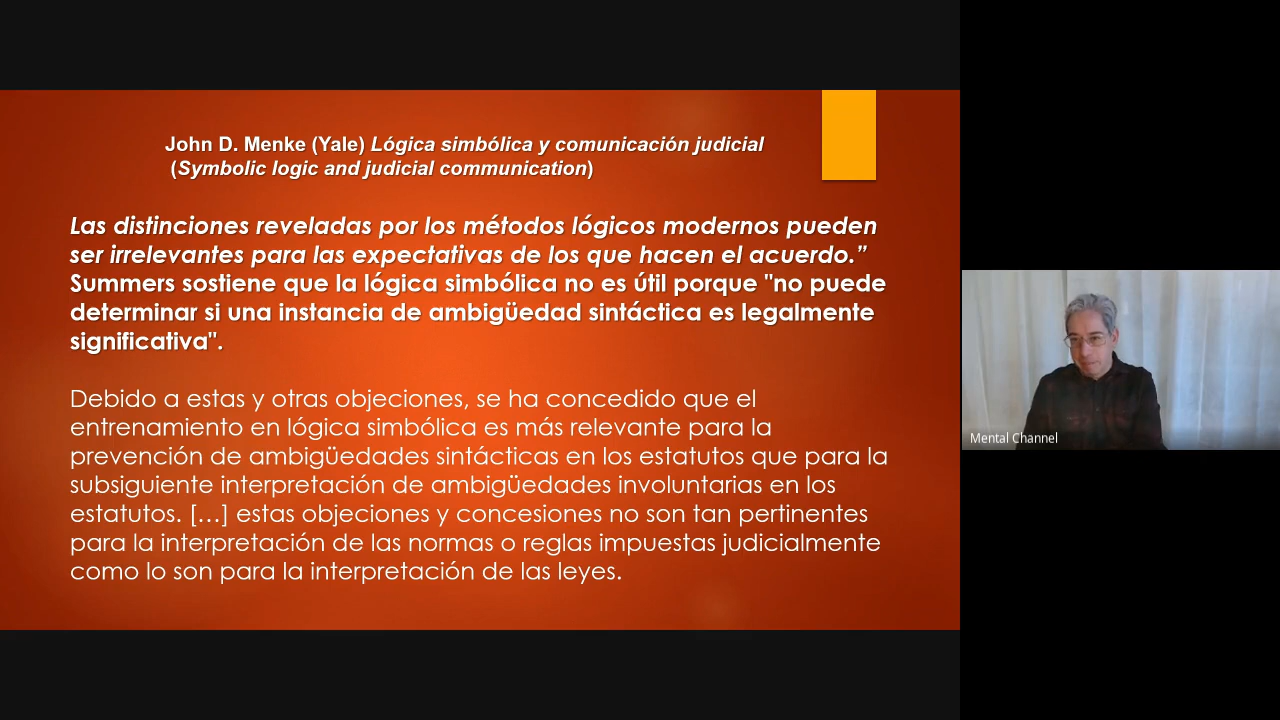 John D. Menke (Yale) Lógica simbólica y comunicación judicial
(Symbolic logic and judicial communication)
Las distinciones reveladas por los métodos lógicos modernos pueden
ser irrelevantes para las expectativas de los que hacen el acuerdo.”
Summers sostiene que la lógica simbólica no es útil porque "no puede
determinar si una instancia de ambigüedad sintáctica es legalmente
significativa".
Debido a estas y otras objeciones, se ha concedido que el
entrenamiento en lógica simbólica es más relevante para la
prevención de ambigüedades sintácticas en los estatutos que para la
subsiguiente interpretación de ambigüedades involuntarias en los
estatutos. […] estas objeciones y concesiones no son tan pertinentes
para la interpretación de las normas o reglas impuestas judicialmente
como lo son para la interpretación de las leyes.
Mental Channel